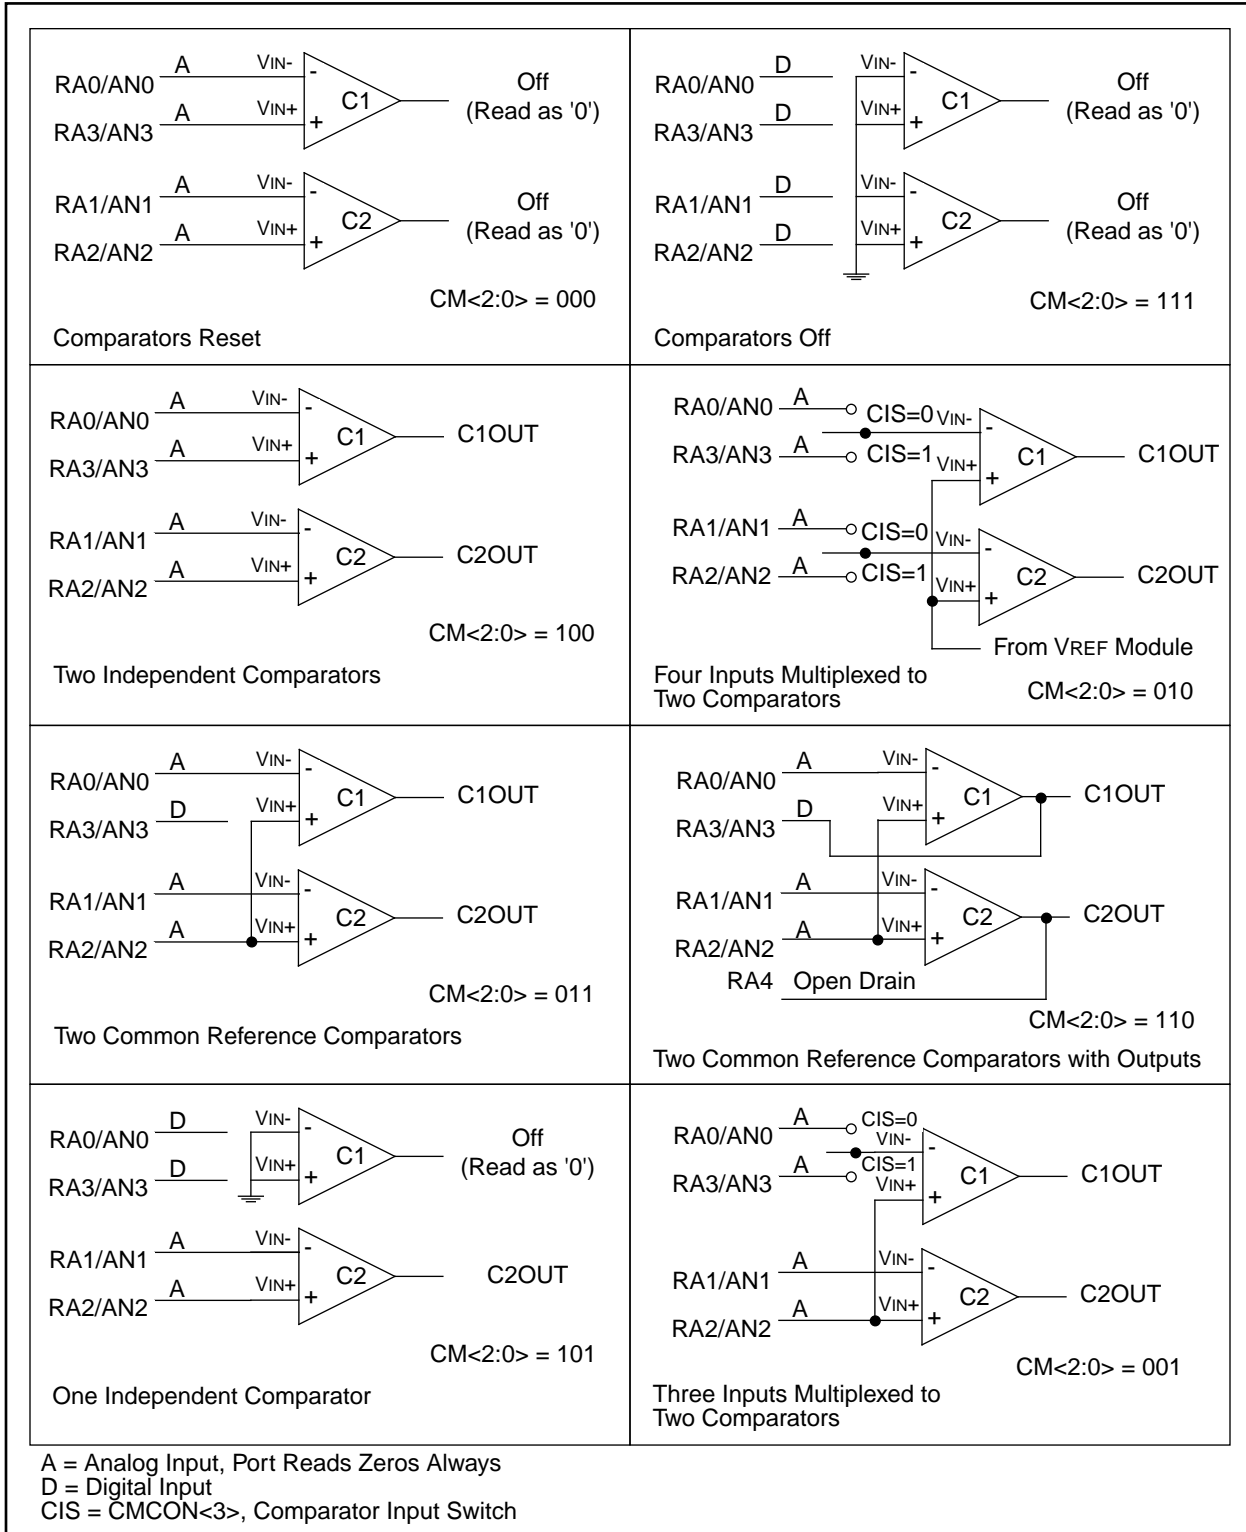 A VIN- Off
RA0/AN0 - C1 (Read as '0')
A VIN+
RA3/AN3 +
A VIN- Off
RA1/AN1 - C2 (Read as '0')
A VIN+
RA2/AN2 +
CM<2:0> = 000
Comparators Reset
D VIN- Off
RA0/AN0 - C1 (Read as '0')
D VIN+
RA3/AN3 +
D VIN- Off
RA1/AN1 - C2 (Read as '0')
D VIN+
RA2/AN2 +
CM<2:0> = 111
Comparators Off
A VIN-
RA0/AN0 - C1 C1OUT
A VIN+
RA3/AN3 +
A VIN-
RA1/AN1 - C2 C2OUT
A VIN+
RA2/AN2 +
CM<2:0> = 100
Two Independent Comparators
RA0/AN0 A CIS=0 VIN-
- C1 C1OUT
RA3/AN3 A CIS=1 VIN+
+
RA1/AN1 A CIS=0 VIN-
- C2 C2OUT
RA2/AN2 A CIS=1 VIN+
+
From VREF Module
Four Inputs Multiplexed to
Two Comparators
CM<2:0> = 010
A VIN-
RA0/AN0 - C1 C1OUT
D VIN+
RA3/AN3 +
A VIN-
RA1/AN1 - C2 C2OUT
A VIN+
RA2/AN2 +
CM<2:0> = 011
Two Common Reference Comparators
A VIN-
RA0/AN0 - C1 C1OUT
D VIN+
RA3/AN3 +
A VIN-
RA1/AN1 - C2 C2OUT
A VIN+
RA2/AN2 +
RA4 Open Drain
CM<2:0> = 110
Two Common Reference Comparators with Outputs
D VIN- Off
RA0/AN0 - C1 (Read as '0')
D VIN+
RA3/AN3 +
A VIN-
RA1/AN1 - C2 C2OUT
A VIN+
RA2/AN2 +
CM<2:0> = 101
One Independent Comparator
RA0/AN0 A CIS=0
VIN-
- C1 C1OUT
RA3/AN3 A CIS=1
VIN+ +
A VIN-
RA1/AN1 - C2 C2OUT
A VIN+
RA2/AN2 +
CM<2:0> = 001
Three Inputs Multiplexed to
Two Comparators
A = Analog Input, Port Reads Zeros Always
D = Digital Input
CIS = CMCON<3>, Comparator Input Switch